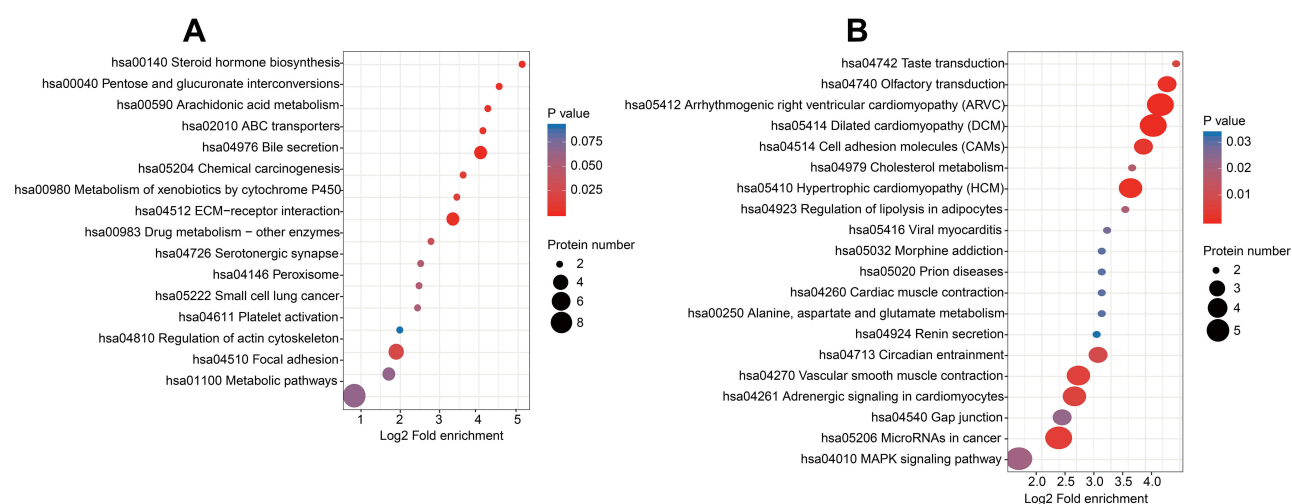 A
hsa00140 Steroid hormone biosynthesis
hsa00040 Pentose and glucuronate interconversions
hsa00590 Arachidonic acid metabolism
hsa02010 ABC transporters
hsa04976 Bile secretion
hsa05204 Chemical carcinogenesis
hsa00980 Metabolism of xenobiotics by cytochrome P450
hsa04512 ECM−receptor interaction
hsa00983 Drug metabolism − other enzymes
hsa04726 Serotonergic synapse
hsa04146 Peroxisome
hsa05222 Small cell lung cancer
hsa04611 Platelet activation
hsa04810 Regulation of actin cytoskeleton
hsa04510 Focal adhesion
hsa01100 Metabolic pathways
1 2 3 4 5
Log2 Fold enrichment
P value
0.075
0.050
0.025
Protein number
2
4
6
8
B
hsa04742 Taste transduction
hsa04740 Olfactory transduction
hsa05412 Arrhythmogenic right ventricular cardiomyopathy (ARVC)
hsa05414 Dilated cardiomyopathy (DCM)
hsa04514 Cell adhesion molecules (CAMs)
hsa04979 Cholesterol metabolism
hsa05410 Hypertrophic cardiomyopathy (HCM)
hsa04923 Regulation of lipolysis in adipocytes
hsa05416 Viral myocarditis
hsa05032 Morphine addiction
hsa05020 Prion diseases
hsa04260 Cardiac muscle contraction
hsa00250 Alanine, aspartate and glutamate metabolism
hsa04924 Renin secretion
hsa04713 Circadian entrainment
hsa04270 Vascular smooth muscle contraction
hsa04261 Adrenergic signaling in cardiomyocytes
hsa04540 Gap junction
hsa05206 MicroRNAs in cancer
hsa04010 MAPK signaling pathway
2.0 2.5 3.0 3.5 4.0
Log2 Fold enrichment
P value
0.03
0.02
0.01
Protein number
2
3
4
5